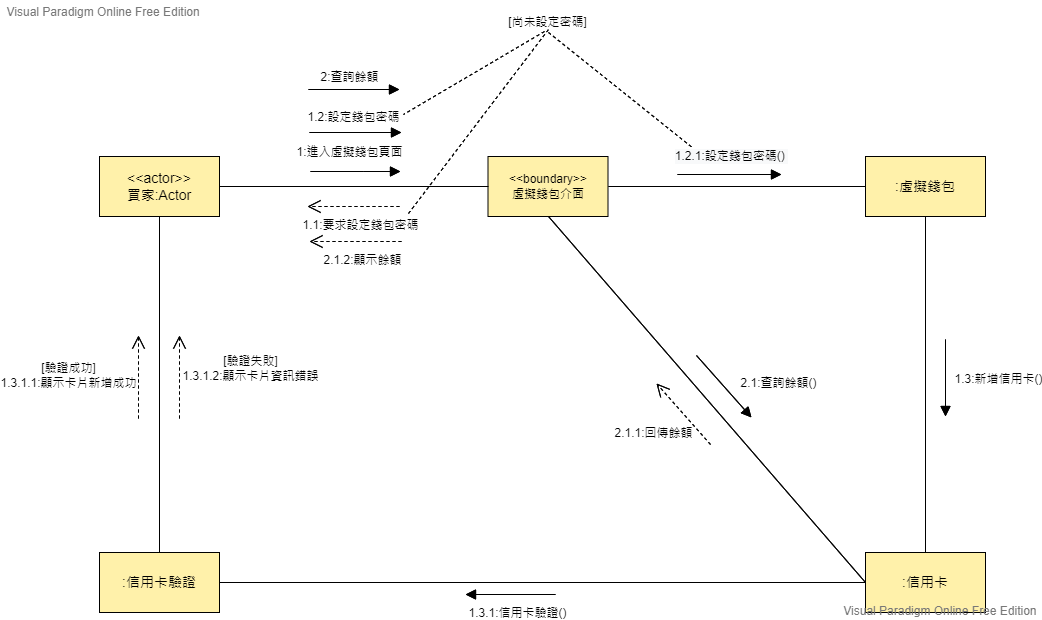 Visual Paradigm Online Free Edition
[尚未設定密碼]
2:查詢餘額
1.2:設定錢包密碼
1:進入虛擬錢包頁面
1.2.1:設定錢包密碼()
<<actor>>
買家:Actor
<<boundary>>
虛擬錢包介面
:虛擬錢包
1.1:要求設定錢包密碼
2.1.2:顯示餘額
[驗證成功]
1.3.1.1:顯示卡片新增成功
[驗證失敗]
1.3.1.2:顯示卡片資訊錯誤
2.1:查詢餘額()
1.3:新增信用卡()
2.1.1:回傳餘額
:信用卡驗證
:信用卡
1.3.1:信用卡驗證()
Visual Paradigm Online Free Edition